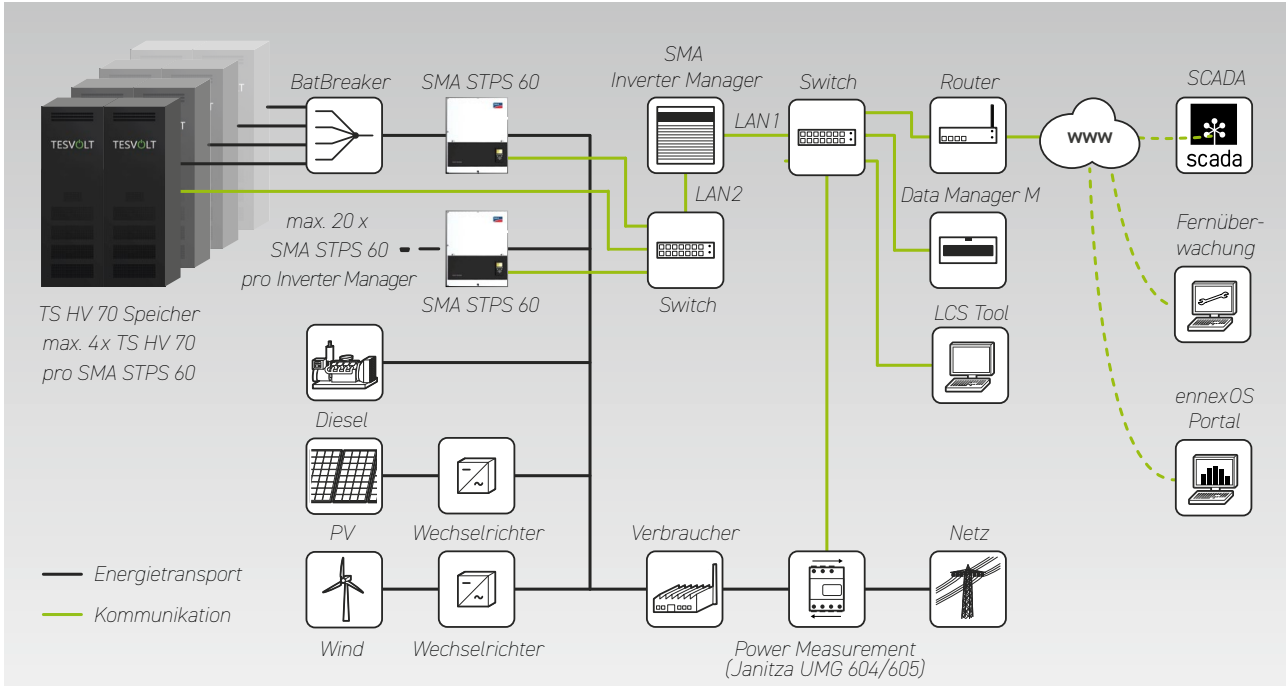 BatBreaker
SMA STPS 60
SMA
Inverter Manager
Switch
Router
SCADA
LAN1
www
scada
TESVOLT
TESVOLT
T
T
T
LAN2
Data Manager M
max. 20 x
SMA STPS 60
pro Inverter Manager
SMA STPS 60
Switch
Fernüber-
wachung
LCS Tool
TS HV 70 Speicher
max. 4x TS HV 70
pro SMA STPS 60
Diesel
ennexOS
Portal
PV
Wechselrichter
Verbraucher
Netz
Energietransport
Kommunikation
Wind
Wechselrichter
Power Measurement
(Janitza UMG 604/605)